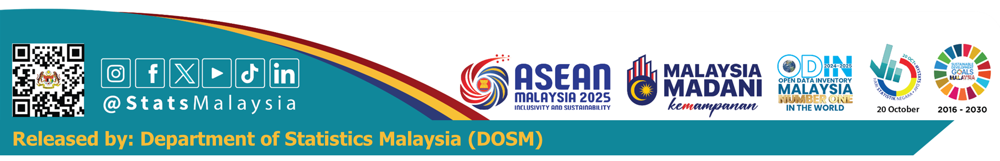 @StatsMalaysia
ASEAN
MALAYSIA 2025
INCLUSIVITY AND SUSTAINABILITY
MALAYSIA
MADANI
kemampanan
ODIN
2024-2025
OPEN DATA INVENTORY
MALAYSIA
NUMBER ONE
IN THE WORLD
20 OCT • MYSTATS DAY •
HARI STATISTIK NEGARA •
20 October
SUSTAINABLE
DEVELOPMENT
GOALS
MALAYSIA
2016 - 2030
Released by: Department of Statistics Malaysia (DOSM)